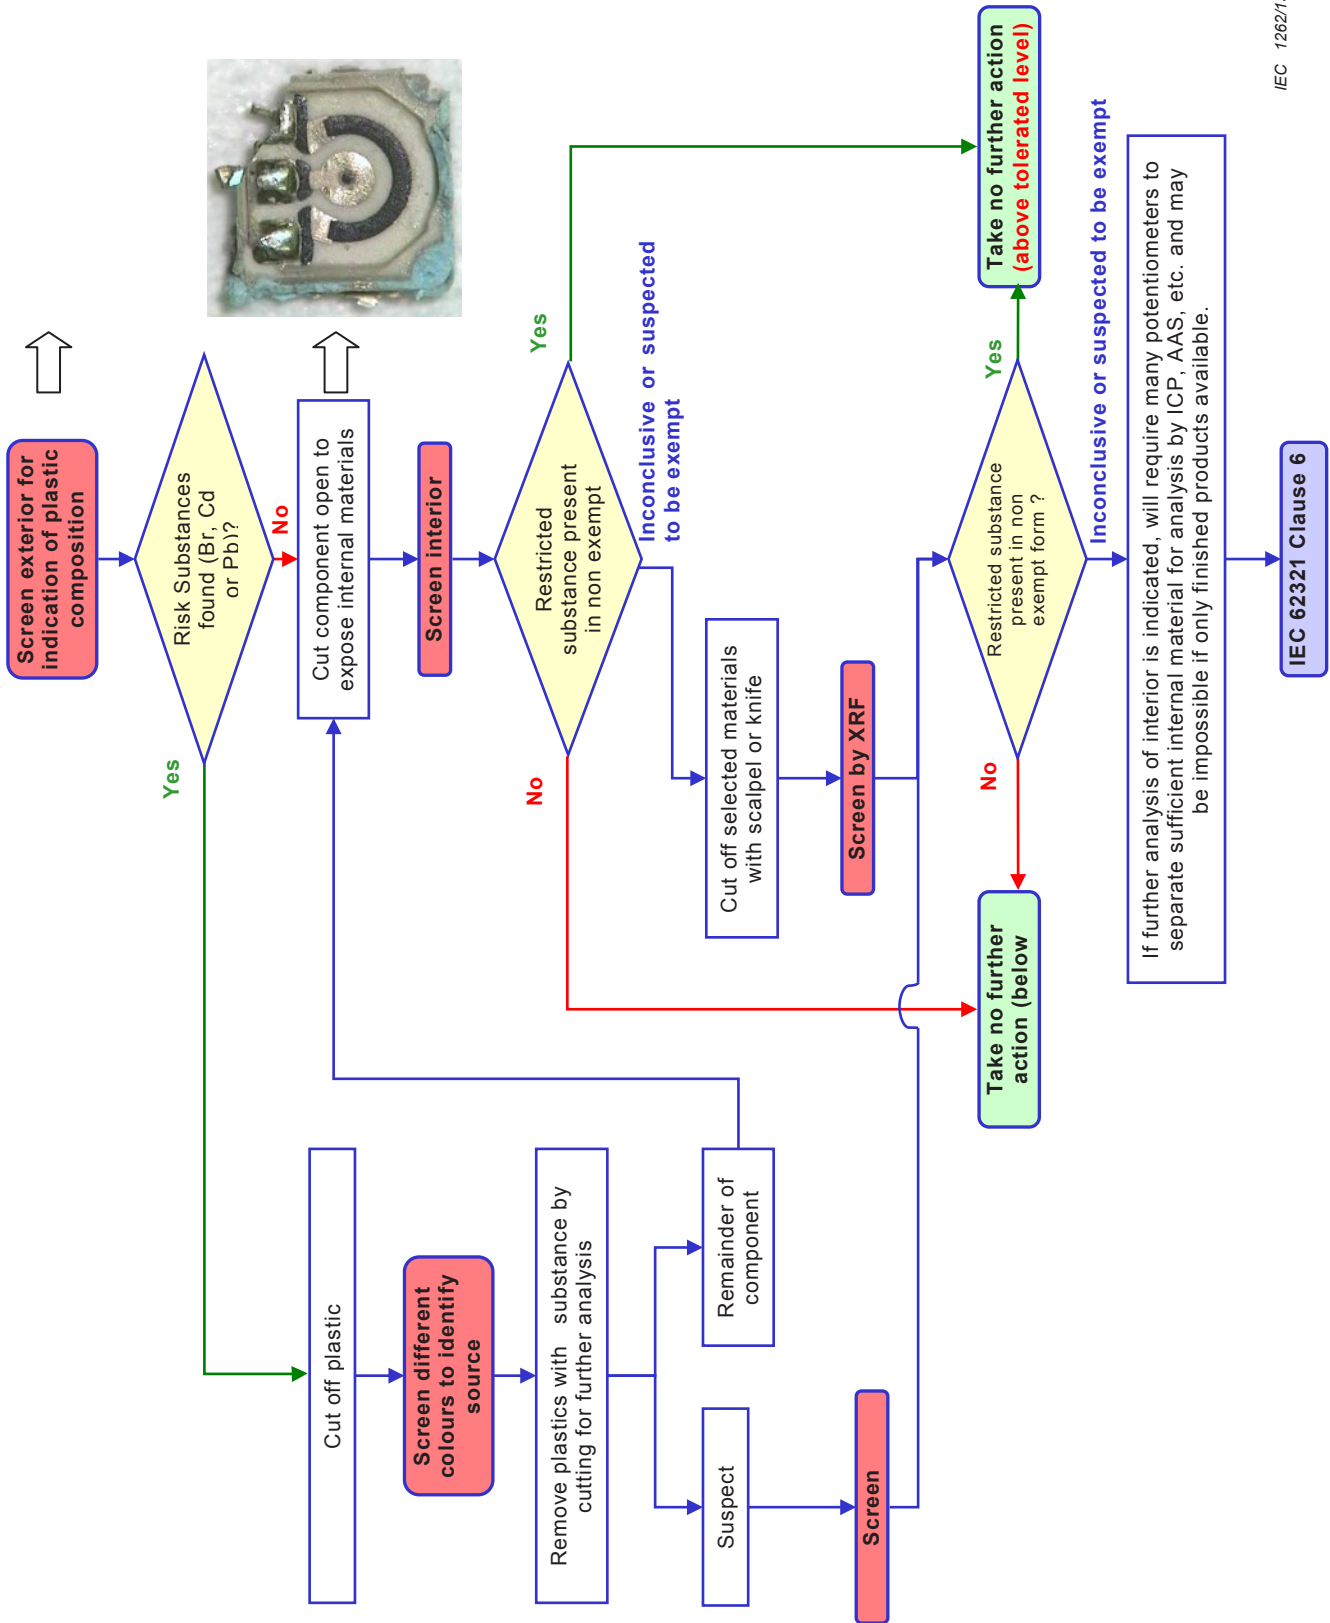 Screen exterior for
indication of plastic
composition
Risk Substances
found (Br, Cd
or Pb)?
Yes
No
Cut off plastic
Cut component open to
expose internal materials
Screen different
colours to identify
source
Screen interior
Remove plastics with substance by
cutting for further analysis
Restricted
substance present
in non exempt
No
Yes
Inconclusive or suspected
to be exempt
Suspect
Remainder of
component
Cut off selected materials
with scalpel or knife
Screen
Screen by XRF
Restricted substance
present in non
exempt form ?
No
Yes
Take no further
action (below
Take no further action
(above tolerated level)
Inconclusive or suspected to be exempt
If further analysis of interior is indicated, will require many potentiometers to
separate sufficient internal material for analysis by ICP, AAS, etc. and may
be impossible if only finished products available.
IEC 62321 Clause 6